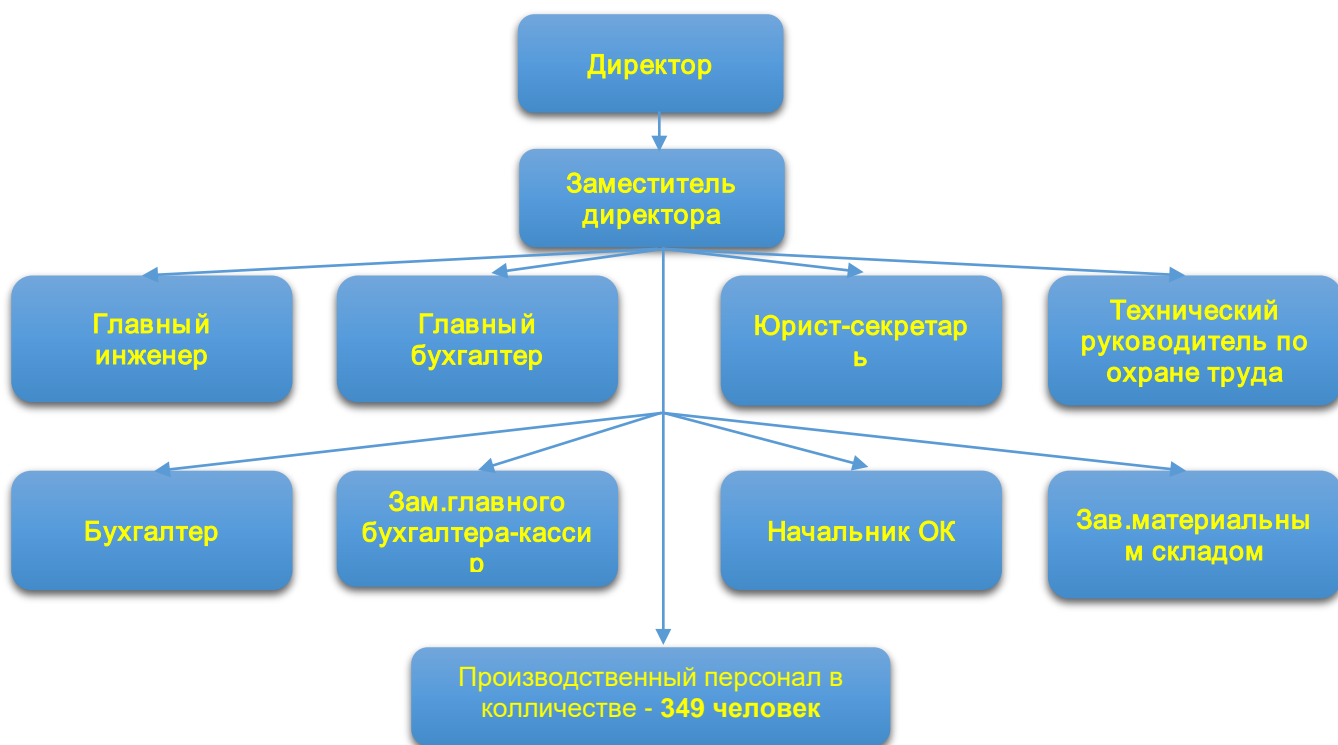 Директор
Заместитель
директора
Главный
инженер
Главный
бухгалтер
Юрист-секретар
ь
Технический
руководитель по
охране труда
Бухгалтер
Зам.главного
бухгалтера-касси
р
Начальник ОК
Зав.материальны
м складом
Производственный персонал в
колличестве - 349 человек